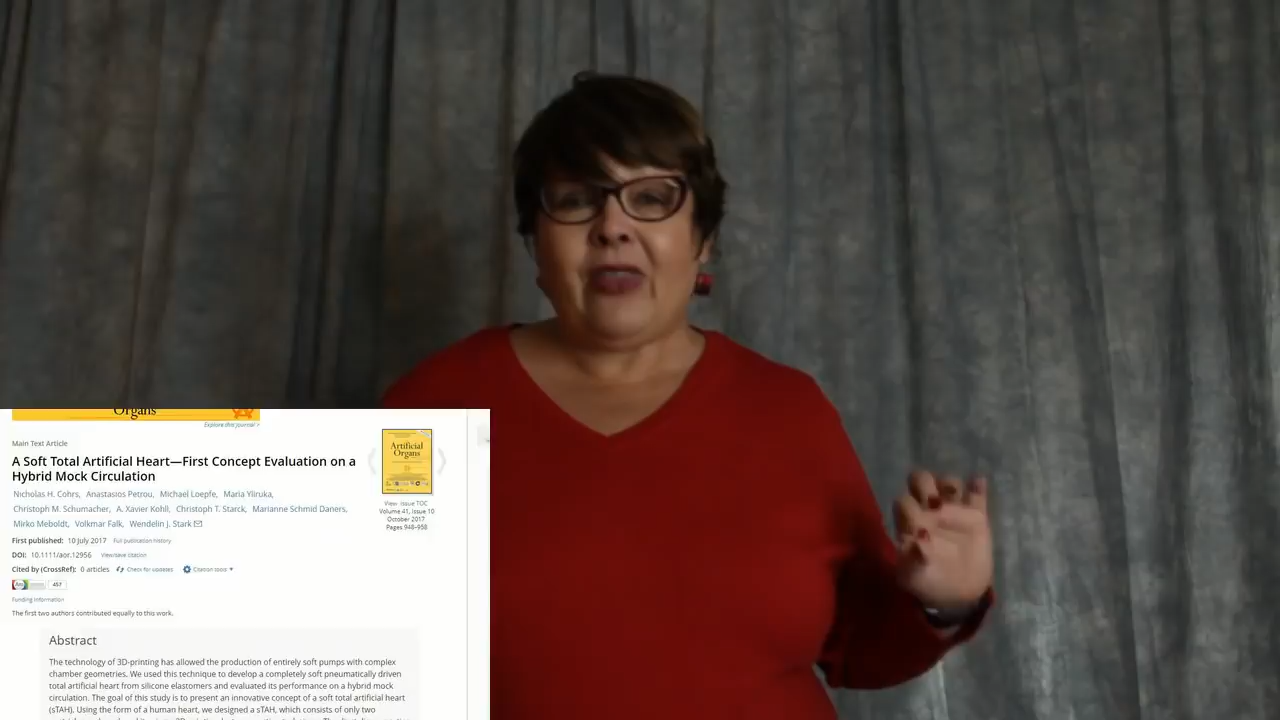 Organs
Explore this journal >
Main Text Article
A Soft Total Artificial Heart—First Concept Evaluation on a
Hybrid Mock Circulation
Nicholas H. Cohrs, Anastasios Petrou, Michael Loepfe, Maria Yliruka,
Christoph M. Schumacher, A. Xavier Kohll, Christoph T. Starck, Marianne Schmid Daners,
Mirko Meboldt, Volkmar Falk, Wendelin J. Stark
First published: 10 July 2017 Full publication history
DOI: 10.1111/aor.12956 View/save citation
Cited by (CrossRef): 0 articles Check for updates Citation tools
457
Funding Information
The first two authors contributed equally to this work.
Artificial
Organs
View issue TOC
Volume 41, Issue 10
October 2017
Pages 948–958
Abstract
The technology of 3D-printing has allowed the production of entirely soft pumps with complex
chamber geometries. We used this technique to develop a completely soft pneumatically driven
total artificial heart from silicone elastomers and evaluated its performance on a hybrid mock
circulation. The goal of this study is to present an innovative concept of a soft total artificial heart
(sTAH). Using the form of a human heart, we designed a sTAH, which consists of only two